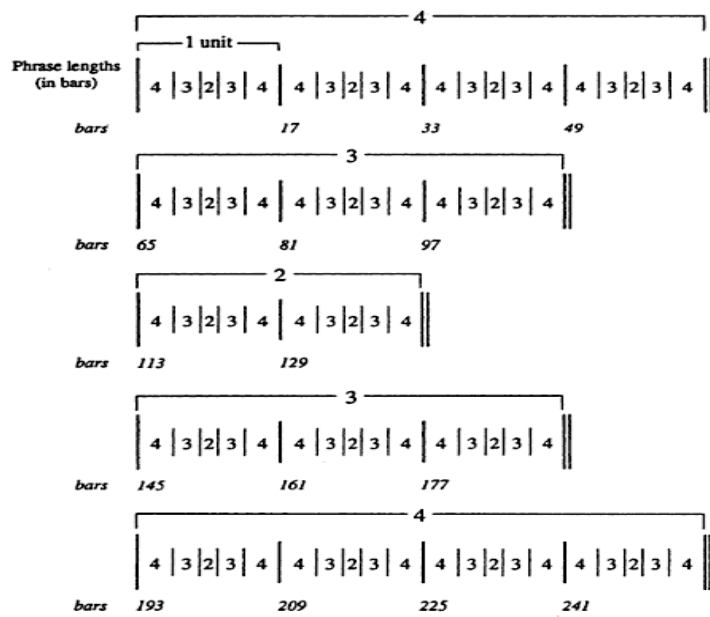 4
1 unit
Phrase lengths
(in bars)
4 | 3 | 2 | 3 | 4 | 4 | 3 | 2 | 3 | 4 | 4 | 3 | 2 | 3 | 4 | 4 | 3 | 2 | 3 | 4
bars 17 33 49
3
4 | 3 | 2 | 3 | 4 | 4 | 3 | 2 | 3 | 4 | 4 | 3 | 2 | 3 | 4
bars 65 81 97
2
4 | 3 | 2 | 3 | 4 | 4 | 3 | 2 | 3 | 4
bars 113 129
3
4 | 3 | 2 | 3 | 4 | 4 | 3 | 2 | 3 | 4 | 4 | 3 | 2 | 3 | 4
bars 145 161 177
4
4 | 3 | 2 | 3 | 4 | 4 | 3 | 2 | 3 | 4 | 4 | 3 | 2 | 3 | 4 | 4 | 3 | 2 | 3 | 4
bars 193 209 225 241